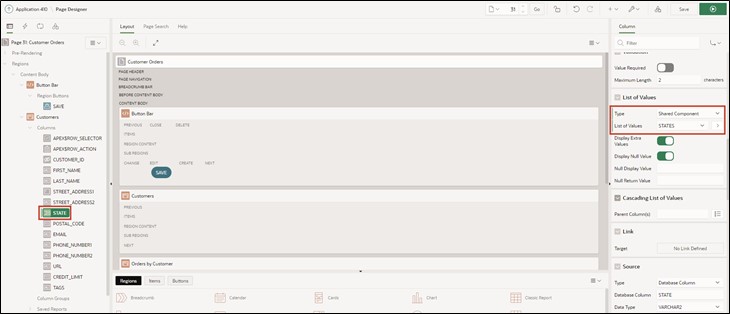 Application 410 \ Page Designer
31
Go
Save
Layout
Page Search
Help
Column
Filter
Page 31: Customer Orders
Pre-Rendering
Regions
Content Body
Button Bar
Region Buttons
SAVE
Customers
Columns
APEX$ROW_SELECTOR
APEX$ROW_ACTION
CUSTOMER_ID
FIRST_NAME
LAST_NAME
STREET_ADDRESS1
STREET_ADDRESS2
STATE
POSTAL_CODE
EMAIL
PHONE_NUMBER1
PHONE_NUMBER2
URL
CREDIT_LIMIT
TAGS
Column Groups
Saved Reports
Customer Orders
PAGE HEADER
PAGE NAVIGATION
BREADCRUMB BAR
BEFORE CONTENT BODY
CONTENT BODY
Button Bar
PREVIOUS CLOSE DELETE
ITEMS
REGION CONTENT
SUB REGIONS
CHANGE EDIT CREATE NEXT
SAVE
Customers
PREVIOUS
ITEMS
REGION CONTENT
SUB REGIONS
NEXT
Orders by Customer
Regions
Items
Buttons
Breadcrumb
Calendar
Cards
Chart
Classic Report
Validation
Value Required
Maximum Length 2 characters
List of Values
Type Shared Component
List of Values STATES
Display Extra Values
Display Null Value
Null Display Value
Null Return Value
Cascading List of Values
Parent Column(s)
Link
Target No Link Defined
Source
Type Database Column
Database Column STATE
Data Type VARCHAR2